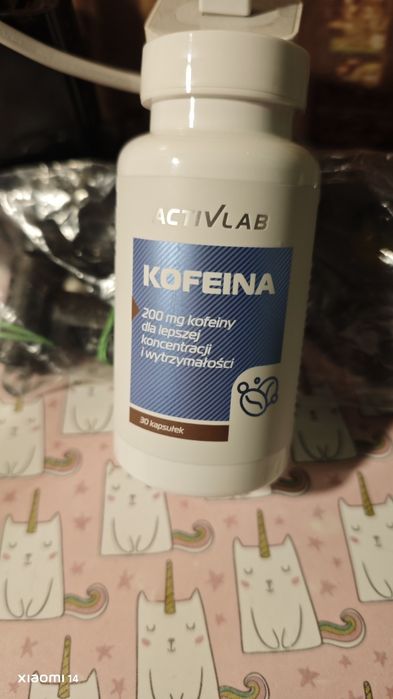 ACTIVLAB
KOFEINA
200 mg kofeiny
dla lepszej
koncentracji
i wytrzymałości
30 kapsułek
xiaomi 14